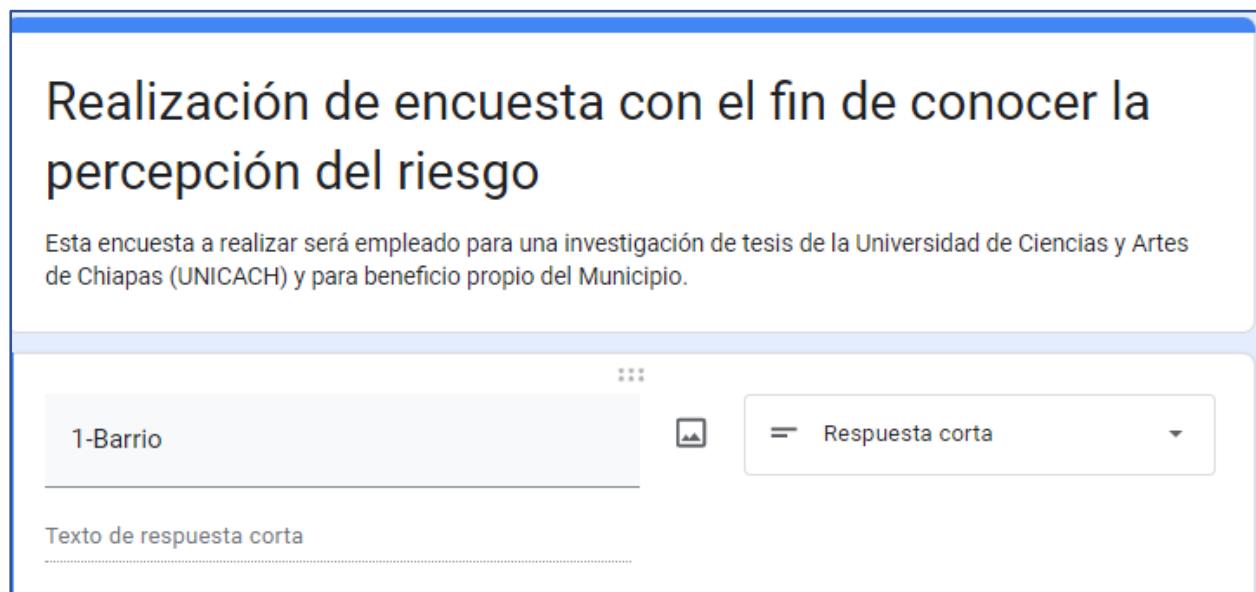 Realización de encuesta con el fin de conocer la
percepción del riesgo
Esta encuesta a realizar será empleado para una investigación de tesis de la Universidad de Ciencias y Artes
de Chiapas (UNICACH) y para beneficio propio del Municipio.
1-Barrio
Respuesta corta
Texto de respuesta corta